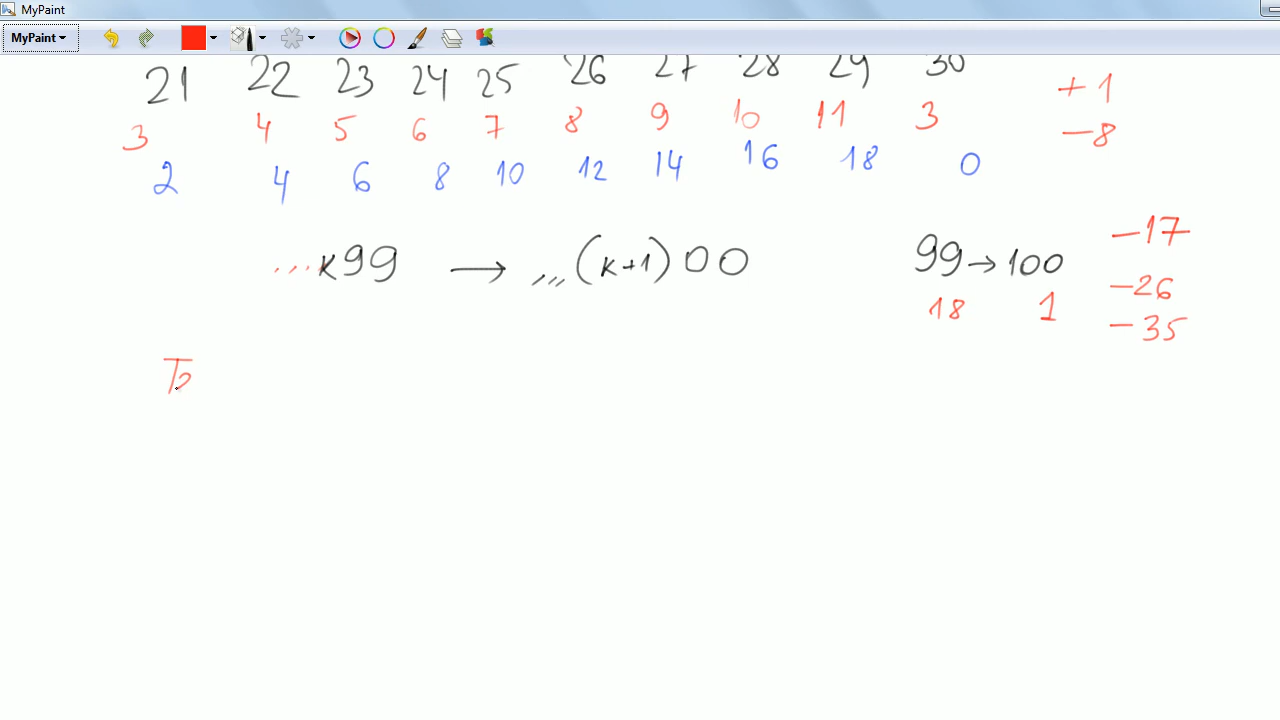 MyPaint
MyPaint
21 22 23 24 25 26 27 28 29 30 +1
3 4 5 6 7 8 9 10 11 3 -8
2 4 6 8 10 12 14 16 18 0
...k99 → ...(k+1)00 99→100 -17
18 1 -26
-35